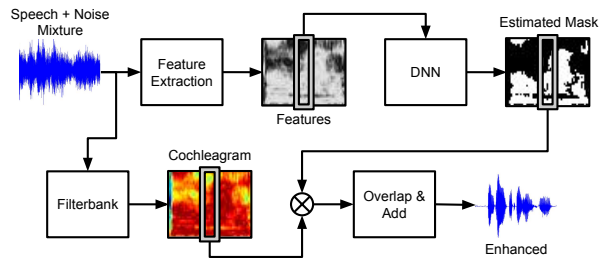 Speech + Noise
Mixture
Feature
Extraction
Features
DNN
Estimated Mask
Filterbank
Cochleagram
Overlap &
Add
Enhanced